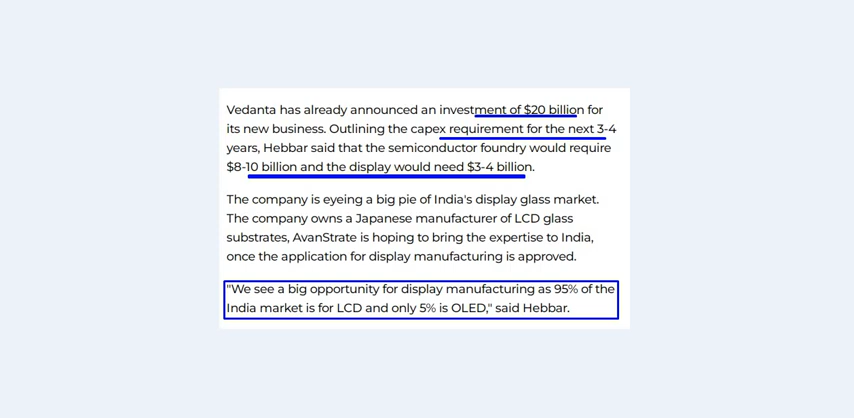 Vedanta has already announced an investment of $20 billion for
its new business. Outlining the capex requirement for the next 3-4
years, Hebbar said that the semiconductor foundry would require
$8-10 billion and the display would need $3-4 billion.
The company is eyeing a big pie of India's display glass market.
The company owns a Japanese manufacturer of LCD glass
substrates, AvanStrate is hoping to bring the expertise to India,
once the application for display manufacturing is approved.
"We see a big opportunity for display manufacturing as 95% of the
India market is for LCD and only 5% is OLED," said Hebbar.